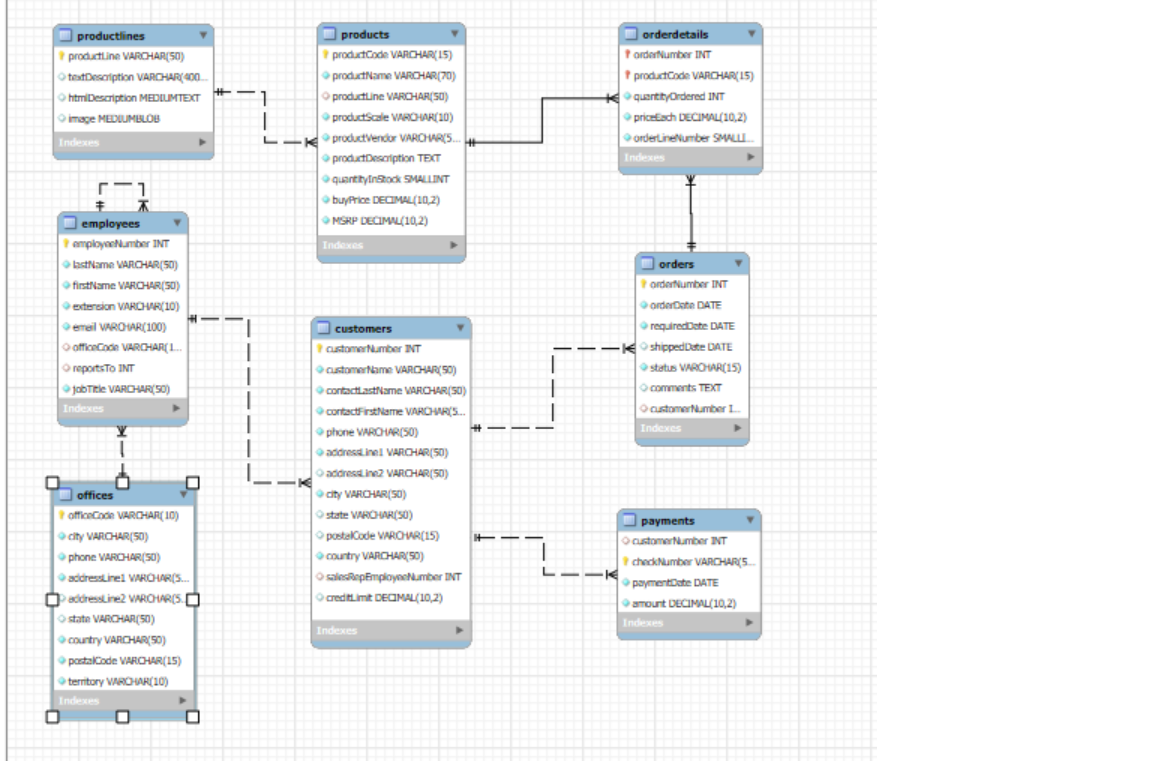 productlines
productLine VARCHAR(50)
textDescription VARCHAR(400...
htmlDescription MEDIUMTEXT
image MEDIUMBLOB
Indexes
products
productCode VARCHAR(15)
productName VARCHAR(70)
productLine VARCHAR(50)
productScale VARCHAR(10)
productVendor VARCHAR(5...
productDescription TEXT
quantityInStock SMALLINT
buyPrice DECIMAL(10,2)
MSRP DECIMAL(10,2)
Indexes
orderdetails
orderNumber INT
productCode VARCHAR(15)
quantityOrdered INT
priceEach DECIMAL(10,2)
orderLineNumber SMALLI...
Indexes
employees
employeeNumber INT
lastName VARCHAR(50)
firstName VARCHAR(50)
extension VARCHAR(10)
email VARCHAR(100)
officeCode VARCHAR(1...
reportsTo INT
jobTitle VARCHAR(50)
Indexes
customers
customerNumber INT
customerName VARCHAR(50)
contactLastName VARCHAR(50)
contactFirstName VARCHAR(5...
phone VARCHAR(50)
addressLine1 VARCHAR(50)
addressLine2 VARCHAR(50)
city VARCHAR(50)
state VARCHAR(50)
postalCode VARCHAR(15)
country VARCHAR(50)
salesRepEmployeeNumber INT
creditLimit DECIMAL(10,2)
Indexes
orders
orderNumber INT
orderDate DATE
requiredDate DATE
shippedDate DATE
status VARCHAR(15)
comments TEXT
customerNumber I...
Indexes
offices
officeCode VARCHAR(10)
city VARCHAR(50)
phone VARCHAR(50)
addressLine1 VARCHAR(5...
addressLine2 VARCHAR(5.
state VARCHAR(50)
country VARCHAR(50)
postalCode VARCHAR(15)
territory VARCHAR(10)
Indexes
payments
customerNumber INT
checkNumber VARCHAR(5...
paymentDate DATE
amount DECIMAL(10,2)
Indexes